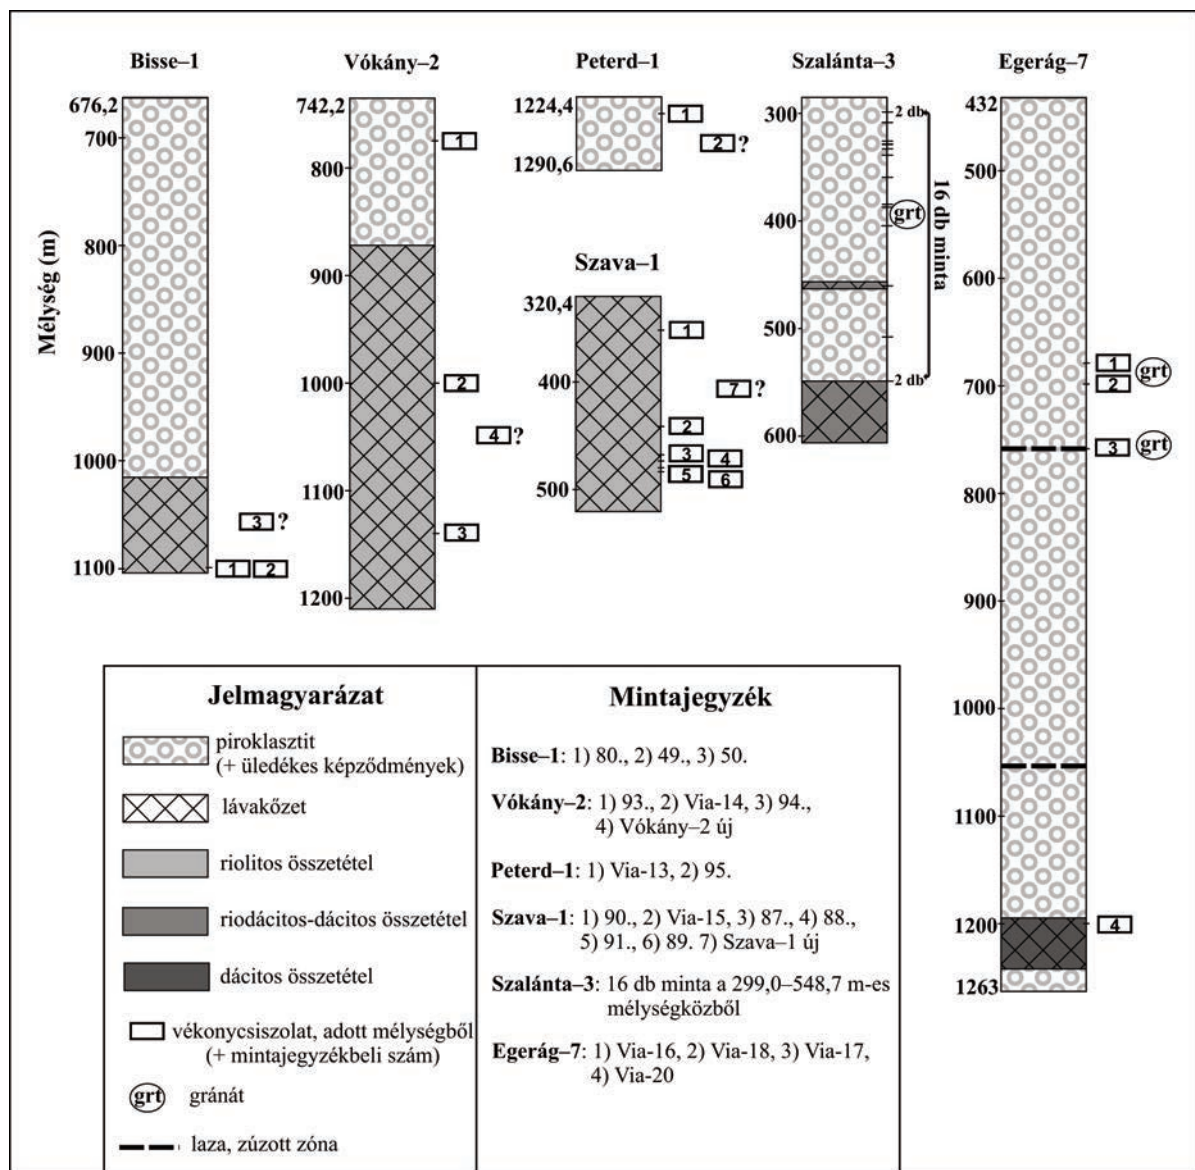 Bisse–1
Vókány–2
Peterd–1
Szalánta–3
Egerág–7
Mélység (m)
676,2
700
800
900
1000
1100
3 ?
1 2
742,2
800
900
1000
1100
1200
1
2
4 ?
3
1224,4
1290,6
1
2 ?
Szava–1
320,4
400
500
1
7 ?
2
3 4
5 6
300
400
500
600
2 db
grt
16 db minta
2 db
432
500
600
700
800
900
1000
1100
1200
1263
1
grt
2
3
grt
4
Jelmagyarázat
piroklasztit
(+ üledékes képződmények)
lávakőzet
riolitos összetétel
riodácitos-dácitos összetétel
dácitos összetétel
vékonycsiszolat, adott mélységből
(+ mintajegyzékbeli szám)
grt gránát
laza, zúzott zóna
Mintajegyzék
Bisse–1: 1) 80., 2) 49., 3) 50.
Vókány–2: 1) 93., 2) Via-14, 3) 94.,
4) Vókány–2 új
Peterd–1: 1) Via-13, 2) 95.
Szava–1: 1) 90., 2) Via-15, 3) 87., 4) 88.,
5) 91., 6) 89. 7) Szava–1 új
Szalánta–3: 16 db minta a 299,0–548,7 m-es
mélységközből
Egerág–7: 1) Via-16, 2) Via-18, 3) Via-17,
4) Via-20